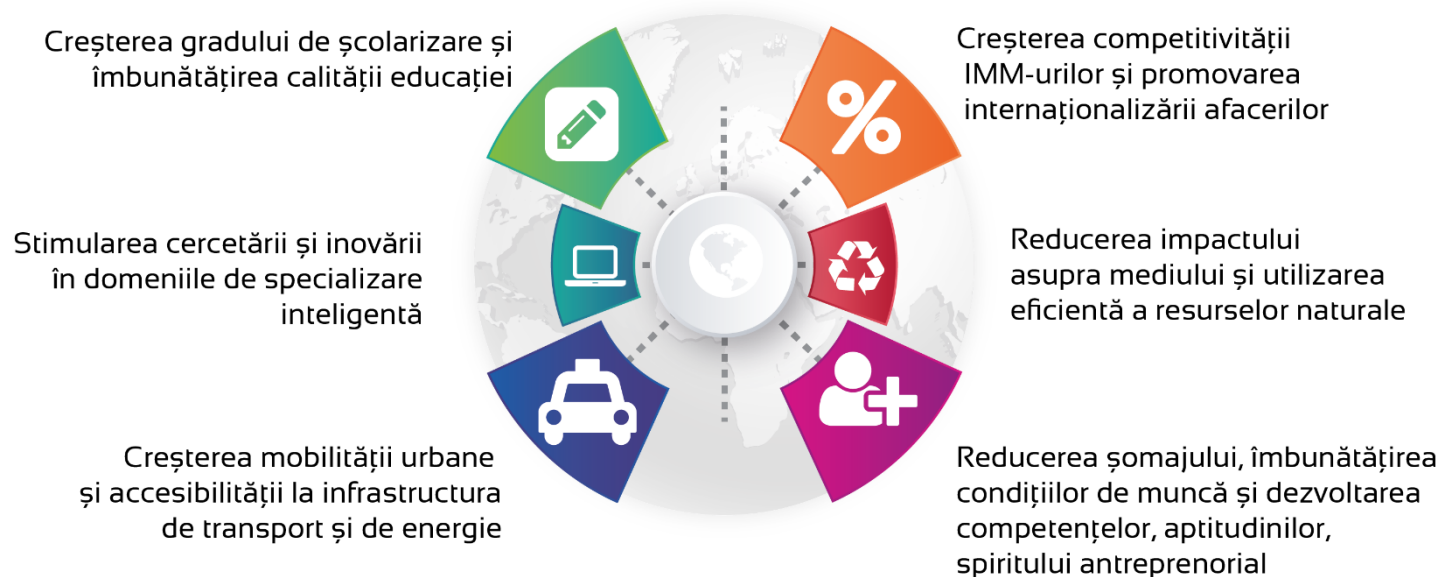 Creșterea gradului de școlarizare și
îmbunătățirea calității educației
Creșterea competitivității
IMM-urilor și promovarea
internaționalizării afacerilor
Stimularea cercetării și inovării
în domeniile de specializare
inteligentă
Reducerea impactului
asupra mediului și utilizarea
eficientă a resurselor naturale
Creșterea mobilității urbane
și accesibilității la infrastructura
de transport și de energie
Reducerea șomajului, îmbunătățirea
condițiilor de muncă și dezvoltarea
competențelor, aptitudinilor,
spiritului antreprenorial
%